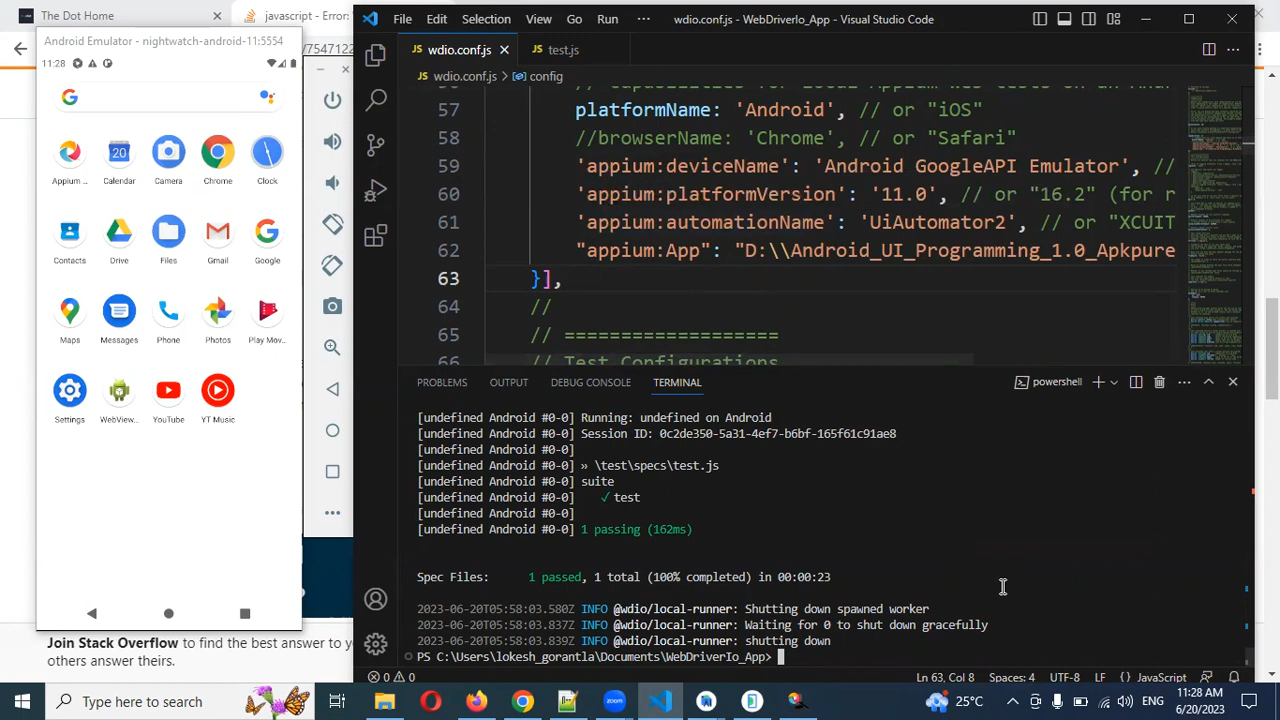 The Dot Home
javascript - Error:
7547122
Android Emulator - nightwatch-android-11:5554
11:28
Appium ...
Calendar
Camera
Chrome
Clock
Contacts
Drive
Files
Gmail
Google
Maps
Messages
Phone
Photos
Play Mov...
Settings
WebView...
YouTube
YT Music
Join Stack Overflow to find the best answer to yo
others answer theirs.
File Edit Selection View Go Run ··· wdio.conf.js - WebDriverIo_App - Visual Studio Code
JS wdio.conf.js JS test.js
JS wdio.conf.js > config
57 platformName: 'Android', // or "iOS"
58 //browserName: 'Chrome', // or "Safari"
59 'appium:deviceName': 'Android GoogleAPI Emulator', //
60 'appium:platformVersion': '11.0', // or "16.2" (for r
61 'appium:automationName': 'UiAutomator2', // or "XCUIT
62 "appium:App": "D:\\Android_UI_Programming_1.0_Apkpure
63 }],
64 //
65 // ==================
66 // Test Configurations
PROBLEMS OUTPUT DEBUG CONSOLE TERMINAL powershell
[undefined Android #0-0] Running: undefined on Android
[undefined Android #0-0] Session ID: 0c2de350-5a31-4ef7-b6bf-165f61c91ae8
[undefined Android #0-0]
[undefined Android #0-0] » \test\specs\test.js
[undefined Android #0-0] suite
[undefined Android #0-0] ✓ test
[undefined Android #0-0]
[undefined Android #0-0] 1 passing (162ms)
Spec Files: 1 passed, 1 total (100% completed) in 00:00:23
2023-06-20T05:58:03.580Z INFO @wdio/local-runner: Shutting down spawned worker
2023-06-20T05:58:03.837Z INFO @wdio/local-runner: Waiting for 0 to shut down gracefully
2023-06-20T05:58:03.839Z INFO @wdio/local-runner: shutting down
PS C:\Users\lokesh_gorantla\Documents\WebDriverIo_App>
0 0 Ln 63, Col 8 Spaces: 4 UTF-8 LF JavaScript
Type here to search
25°C
ENG
11:28 AM
6/20/2023